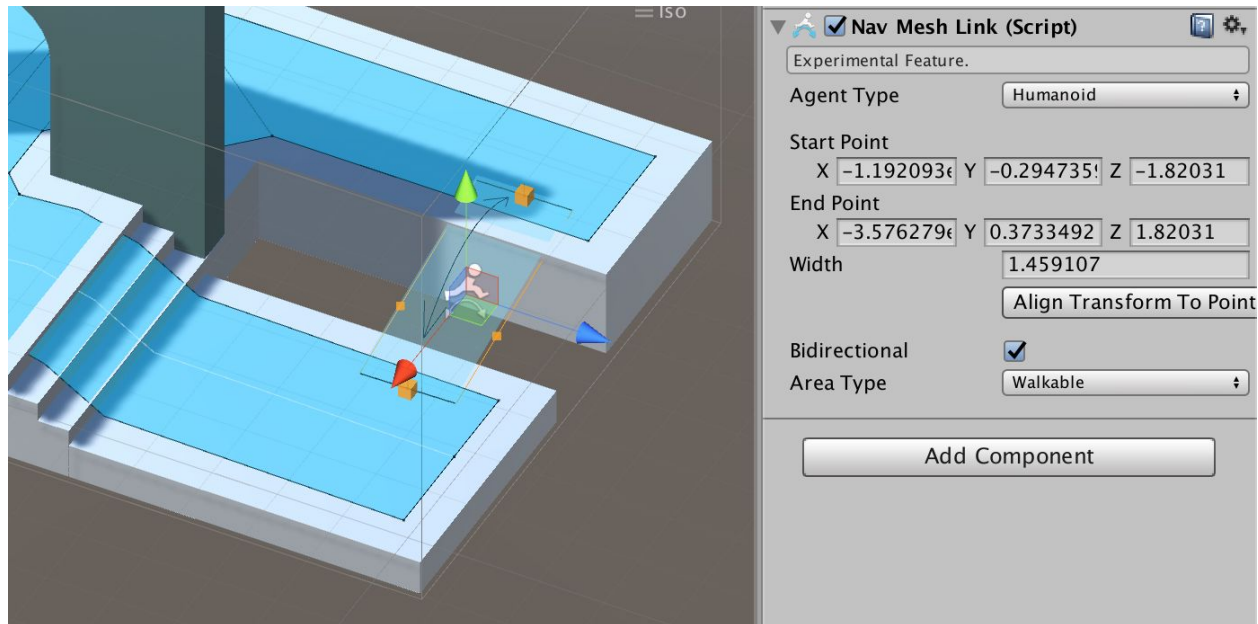 Iso
Nav Mesh Link (Script)
Experimental Feature.
Agent Type Humanoid
Start Point
X -1.192093e Y -0.294735 Z -1.82031
End Point
X -3.576279e Y 0.3733492 Z 1.82031
Width 1.459107
Align Transform To Point
Bidirectional
Area Type Walkable
Add Component